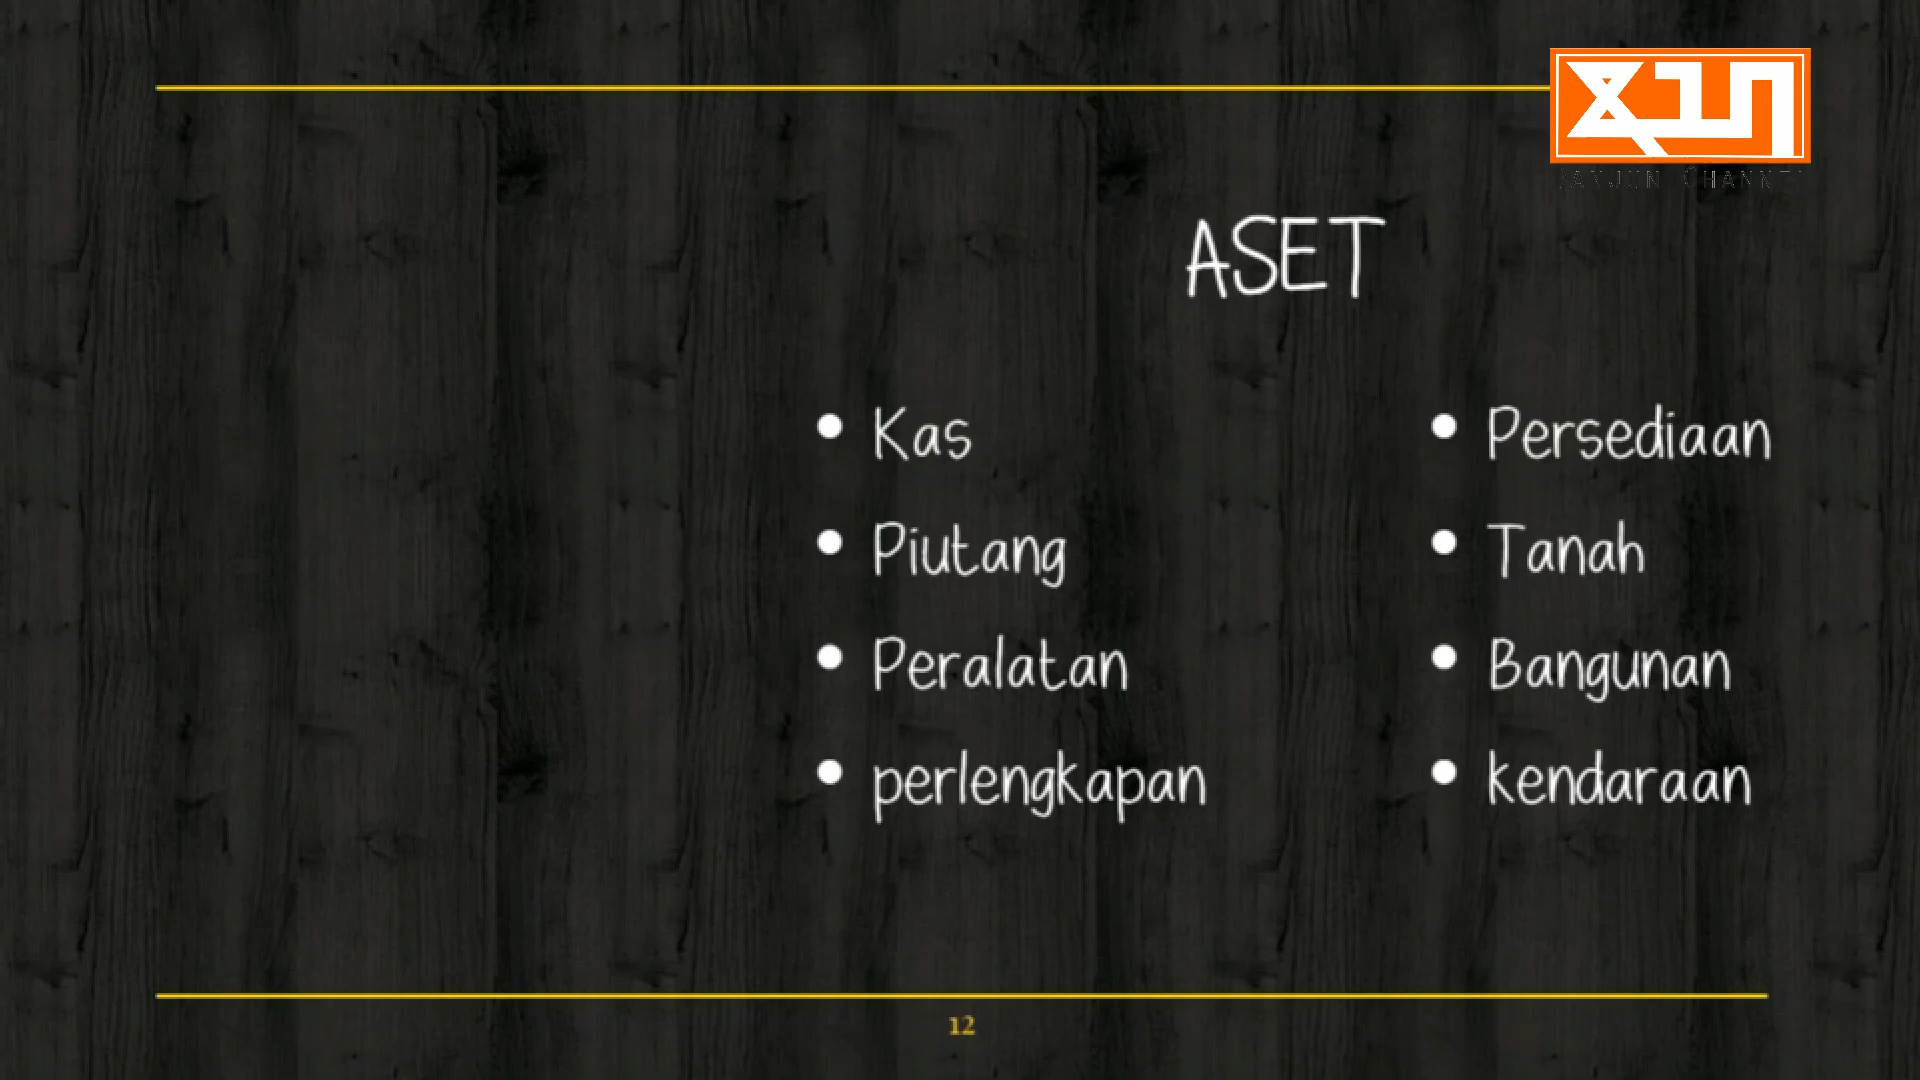 ASET
Kas
Piutang
Peralatan
perlengkapan
Persediaan
Tanah
Bangunan
kendaraan
12